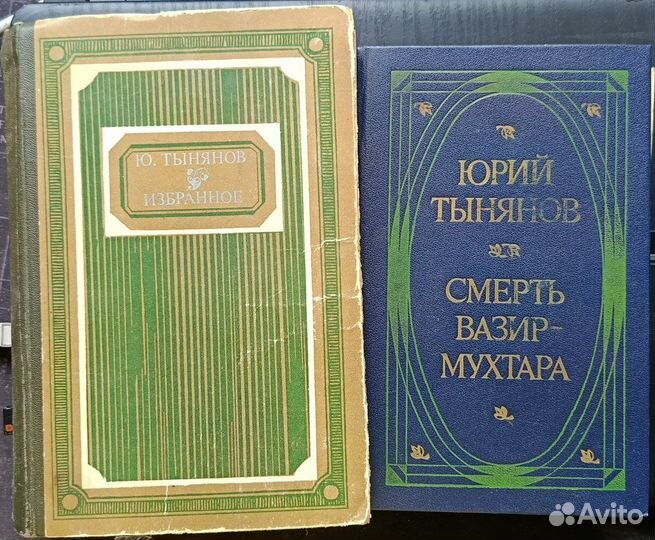 Ю. ТЫНЯНОВ
ИЗБРАННОЕ
ЮРИЙ
ТЫНЯНОВ
СМЕРТЬ
ВАЗИР-
МУХТАРА
Avito